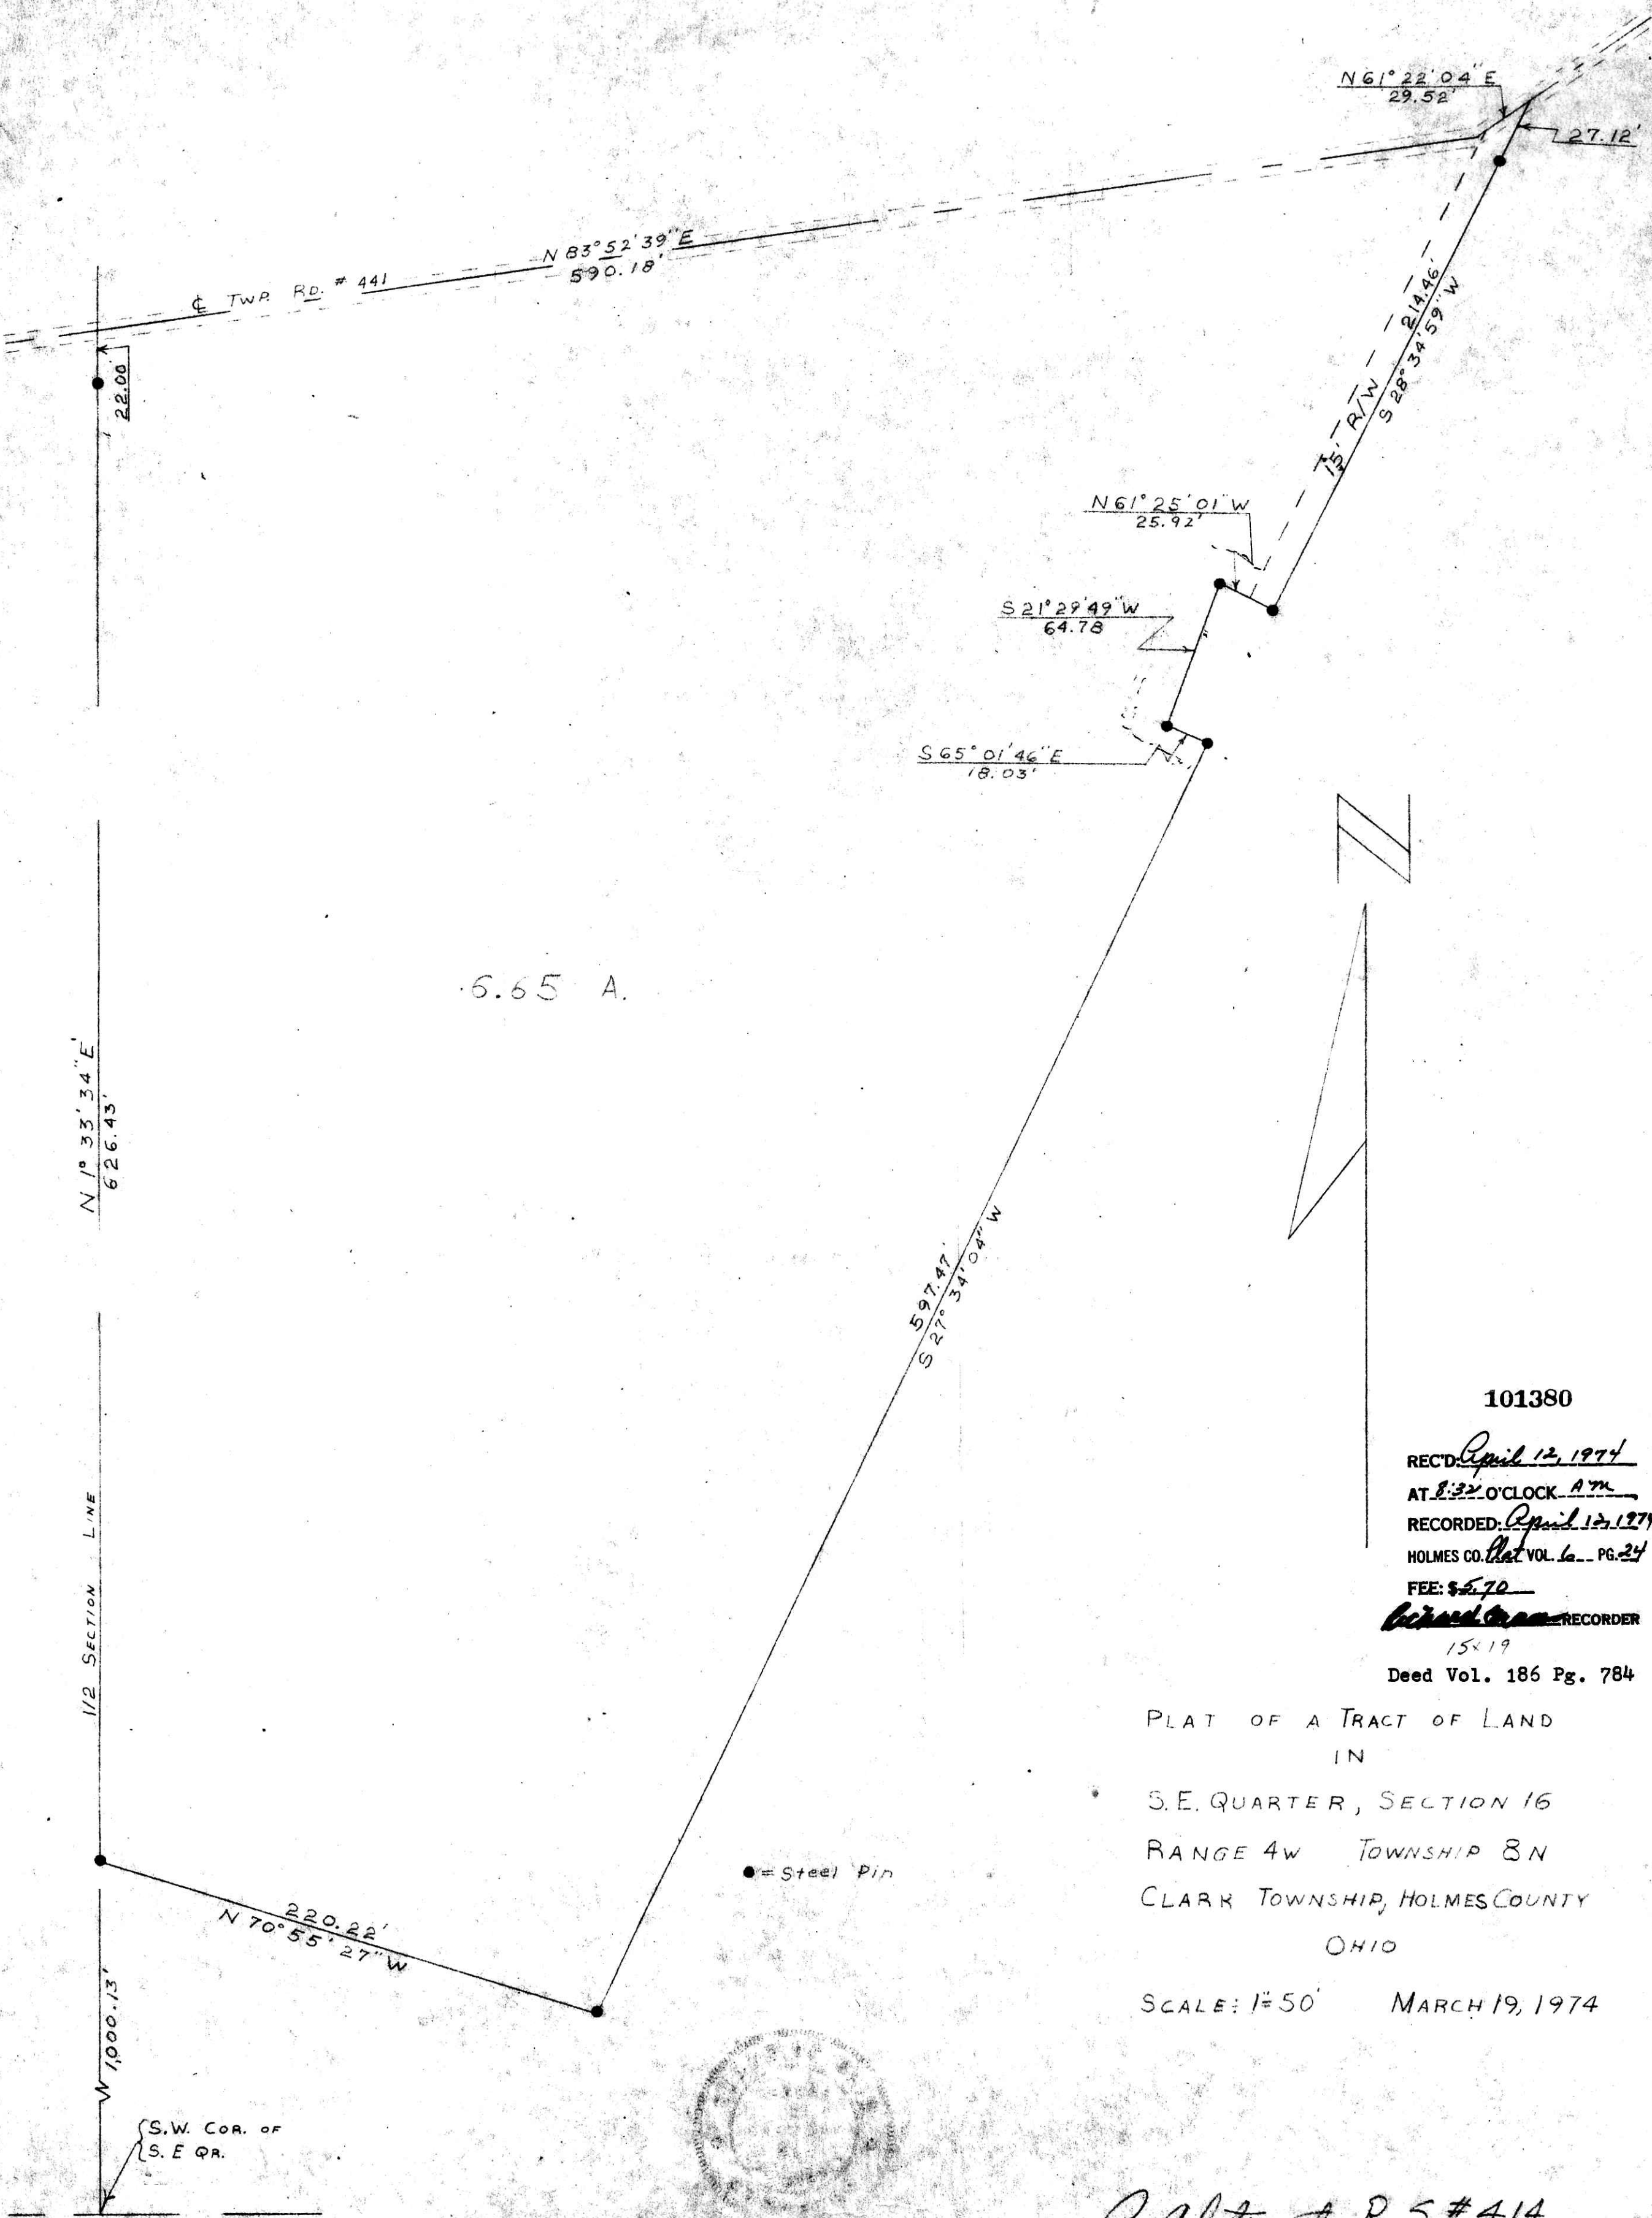 N 61° 22' 04" E
29.52'
27.12'
N 83° 52' 39" E
590.18'
℄ TWP. RD. # 441
22.00'
214.46'
S 28° 34' 59" W
15' R/W
N 61° 25' 01" W
25.92'
S 21° 29' 49" W
64.78
S 65° 01' 46" E
18.03'
N
6.65 A.
N 1° 33' 34" E
626.43'
597.47'
S 27° 34' 04" W
1/2 SECTION LINE
101380
REC'D: April 12, 1974
AT 8:32 O'CLOCK A M
RECORDED: April 12, 1974
HOLMES CO. Plat VOL. 6 PG. 24
FEE: $5.70
RECORDER
15x19
Deed Vol. 186 Pg. 784
PLAT OF A TRACT OF LAND
IN
S.E. QUARTER, SECTION 16
RANGE 4W TOWNSHIP 8N
CLARK TOWNSHIP, HOLMES COUNTY
OHIO
SCALE: 1"=50' MARCH 19, 1974
= Steel Pin
220.22'
N 70° 55' 27" W
1,000.13'
S.W. COR. OF
S.E QR.
#414